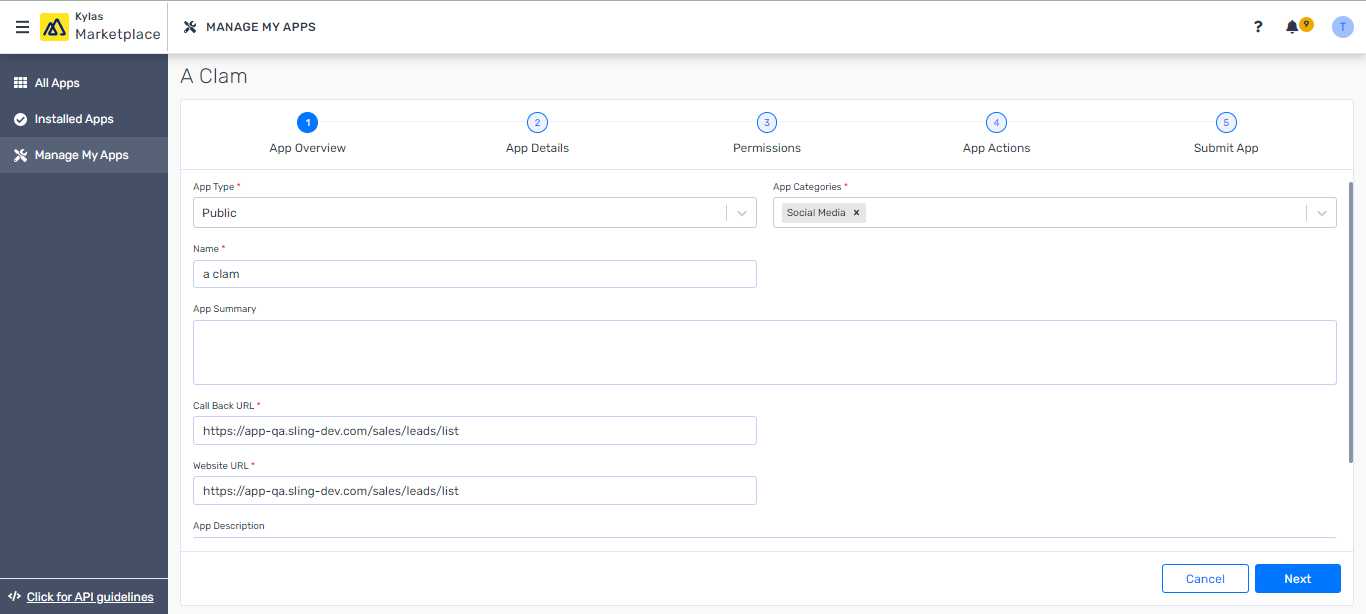 Kylas
Marketplace
MANAGE MY APPS
?
9
T
All Apps
Installed Apps
Manage My Apps
Click for API guidelines
A Clam
1
2
3
4
5
App Overview
App Details
Permissions
App Actions
Submit App
App Type *
App Categories *
Public
Social Media ×
Name *
a clam
App Summary
Call Back URL *
https://app-qa.sling-dev.com/sales/leads/list
Website URL *
https://app-qa.sling-dev.com/sales/leads/list
App Description
Cancel
Next